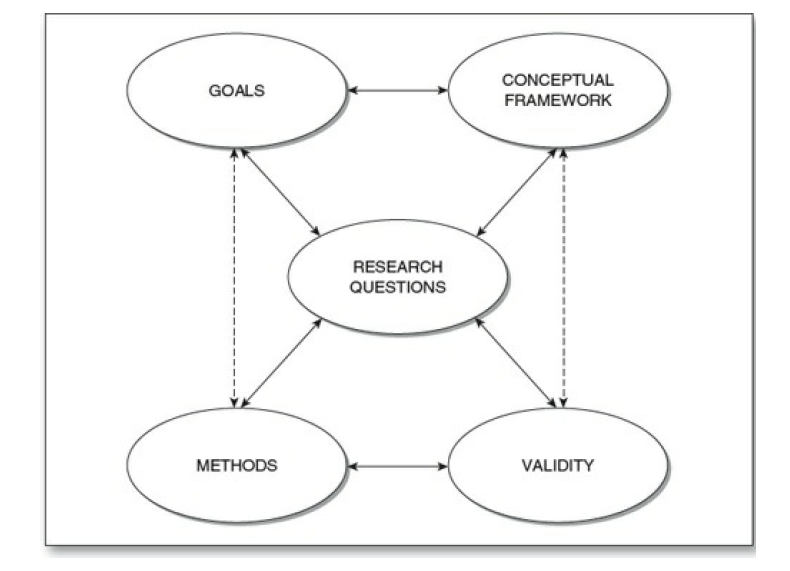 GOALS
CONCEPTUAL
FRAMEWORK
RESEARCH
QUESTIONS
METHODS
VALIDITY